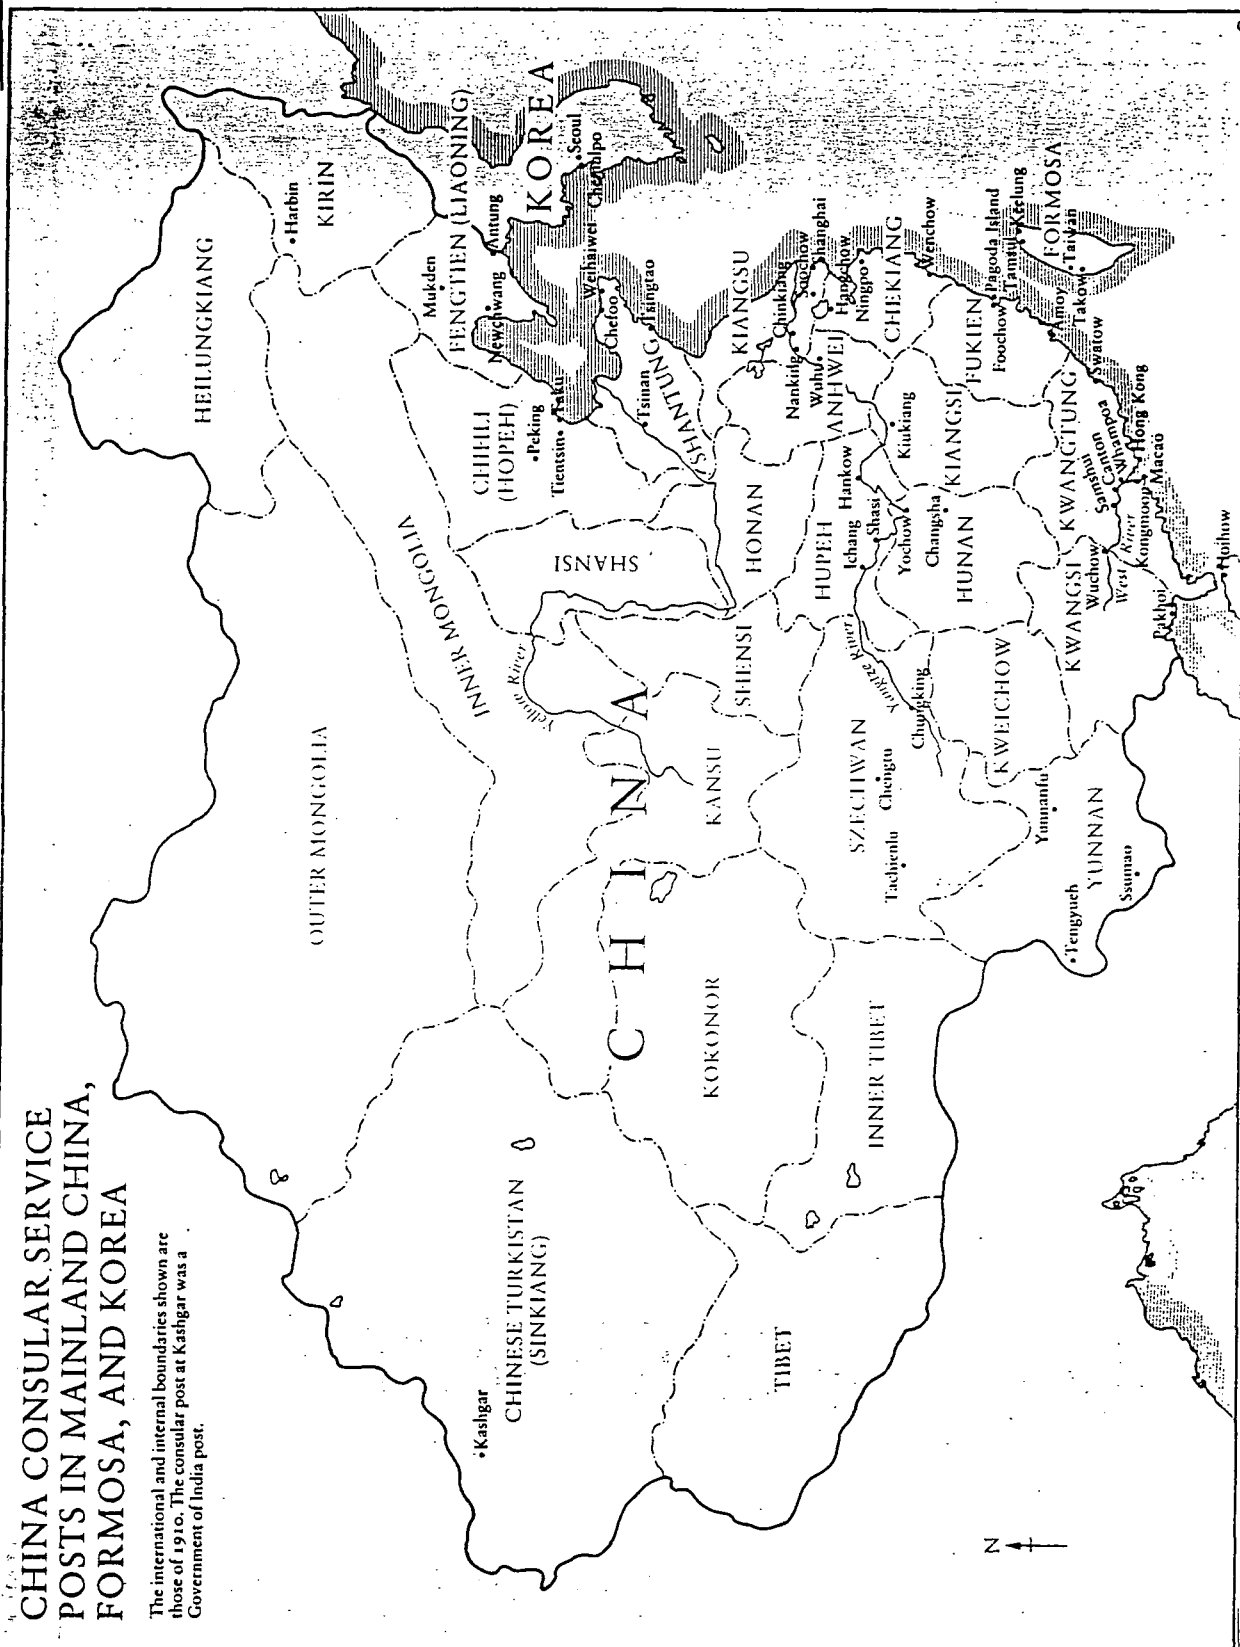 CHINA CONSULAR SERVICE
POSTS IN MAINLAND CHINA,
FORMOSA, AND KOREA
The international and internal boundaries shown are
those of 1910. The consular post at Kashgar was a
Government of India post.
HEILUNGKIANG
Harbin
KIRIN
OUTER MONGOLIA
INNER MONGOLIA
Mukden
FENGTIEN (LIAONING)
Newchwang
Antung
KOREA
Seoul
Chemulpo
CHIHLI
(HOPEH)
Peking
Tientsin
Taku
Weihaiwei
Chefoo
Tsingtao
Tsinan
SHANTUNG
SHANSI
Yellow River
CHINA
Kashgar
CHINESE TURKISTAN
(SINKIANG)
KOKONOR
KANSU
SHENSI
HONAN
KIANGSU
Chinkiang
Soochow
Shanghai
Nanking
Wuhu
ANHWEI
Hangchow
Ningpo
CHEKIANG
Wenchow
TIBET
INNER TIBET
SZECHWAN
Chengtu
Tachienlu
Chungking
Yangtze River
HUPEH
Ichang
Shasi
Hankow
Yochow
Changsha
HUNAN
Kiukiang
KIANGSI
FUKIEN
Foochow
Pagoda Island
Tamsui
Keelung
FORMOSA
Taiwan
Takow
Amoy
Swatow
KWEICHOW
Yunnanfu
YUNNAN
Tengyueh
Ssumao
KWANGSI
Wuchow
West River
KWANGTUNG
Samshui
Canton
Whampoa
Hong Kong
Kongmoon
Macao
Pakhoi
Hoihow
N